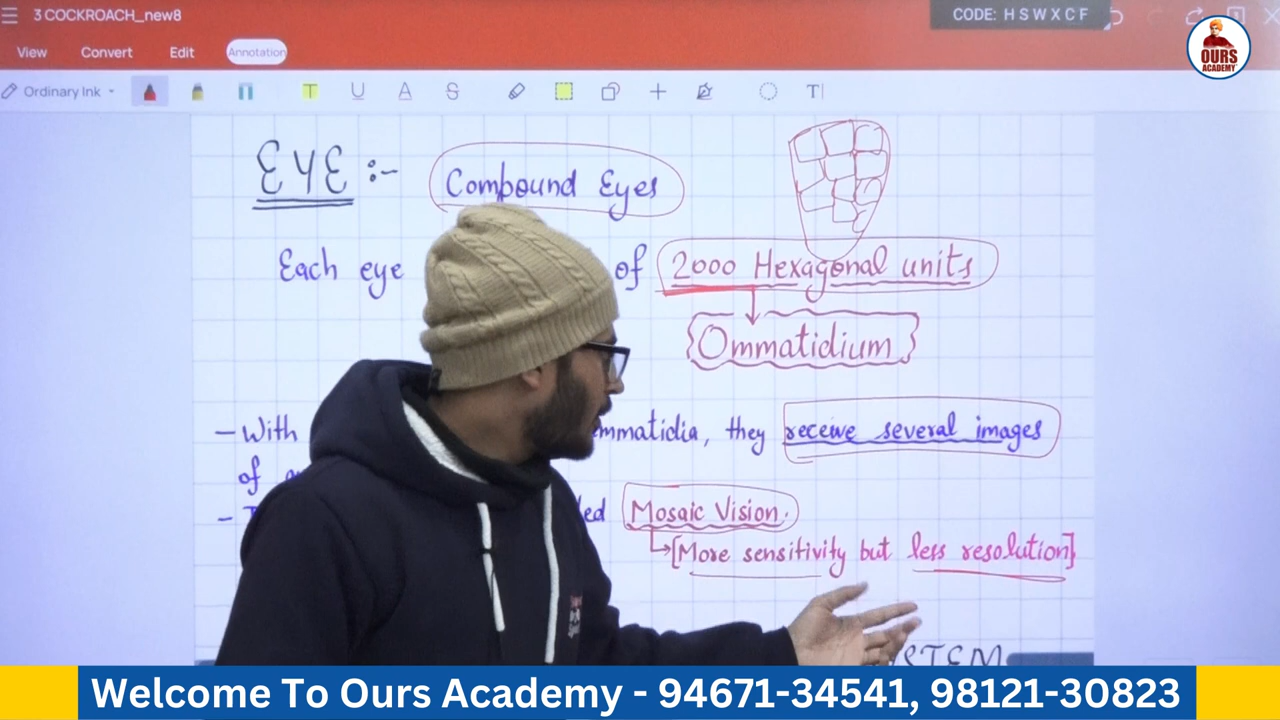 3 COCKROACH_new8
CODE: H S W X C F
View Convert Edit Annotation
OURS
ACADEMY
Ordinary Ink
EYE :- Compound Eyes
Each eye of 2000 Hexagonal units
Ommatidium
- With mmatidia, they receive several images
of
- ed Mosaic Vision.
[More sensitivity but less resolution]
STEM
Welcome To Ours Academy - 94671-34541, 98121-30823